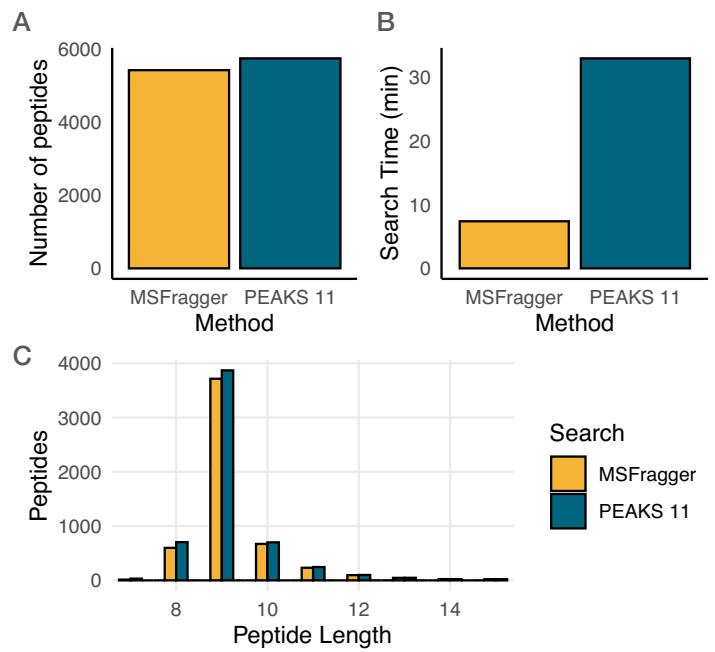 A
Number of peptides
6000
4000
2000
0
MSFragger PEAKS 11
Method
B
Search Time (min)
30
20
10
0
MSFragger PEAKS 11
Method
C
Peptides
4000
3000
2000
1000
0
8 10 12 14
Peptide Length
Search
MSFragger
PEAKS 11